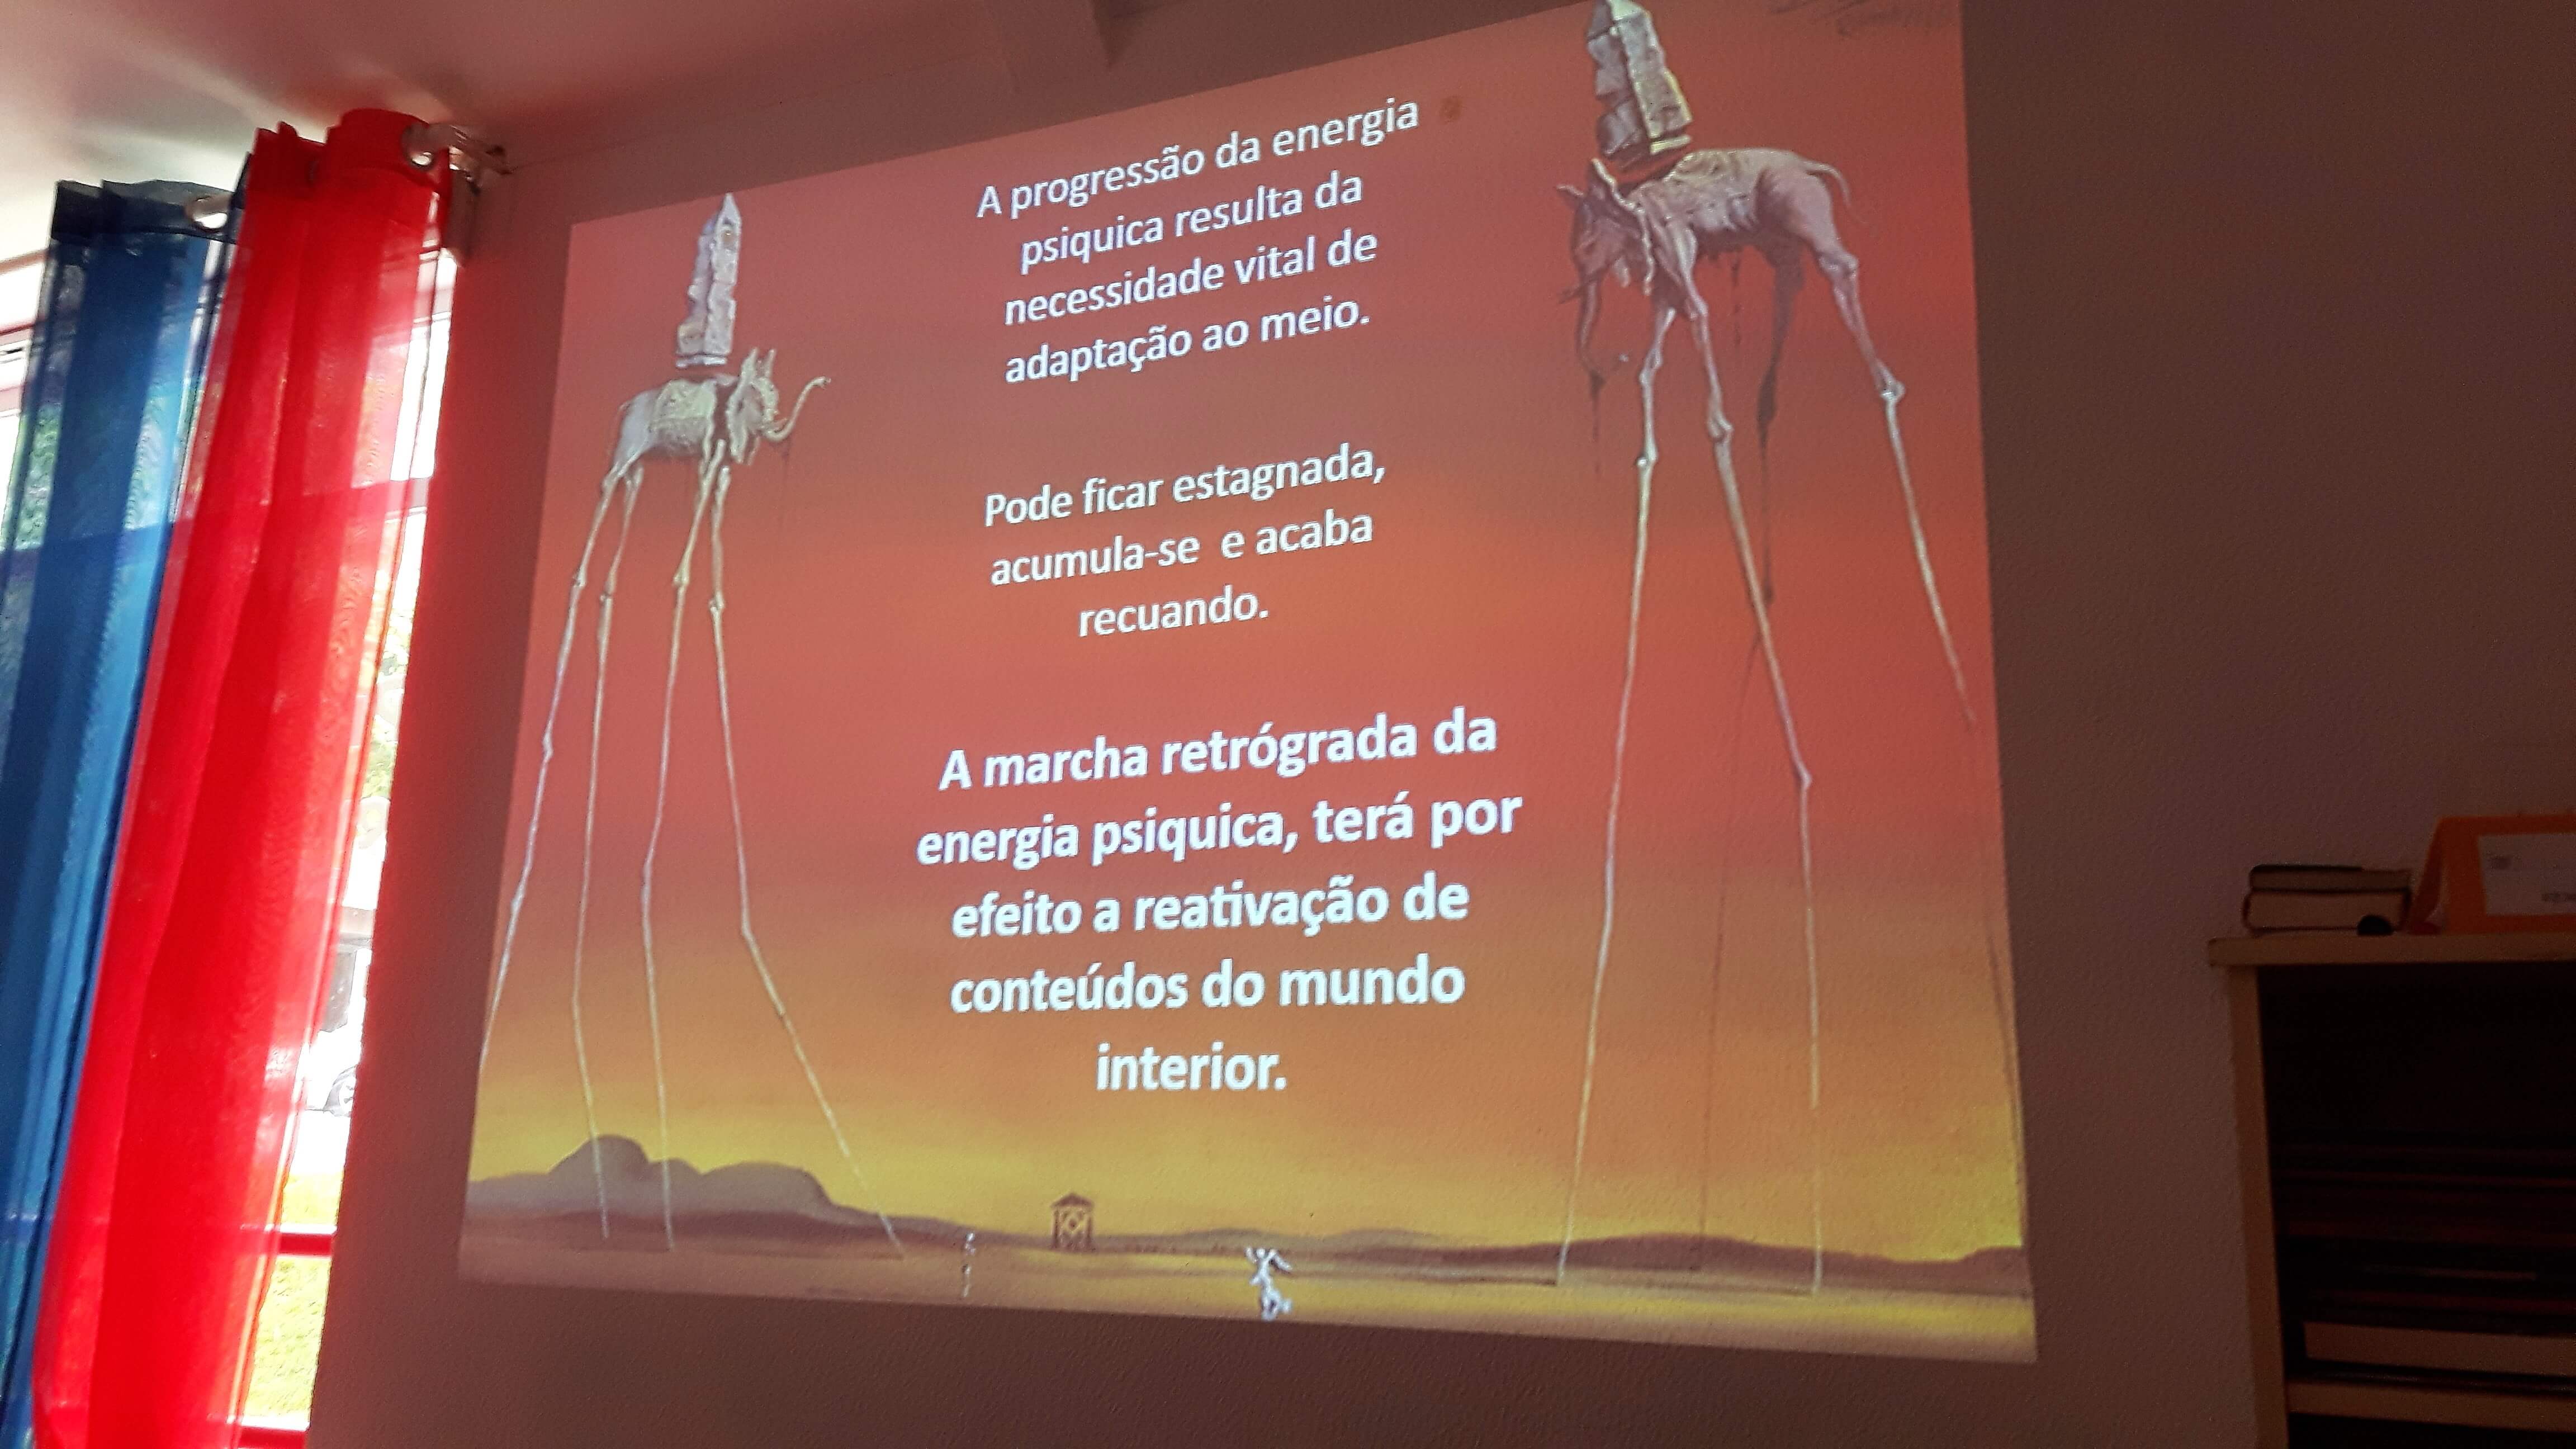 A progressão da energia
psiquica resulta da
necessidade vital de
adaptação ao meio.
Pode ficar estagnada,
acumula-se e acaba
recuando.
A marcha retrógrada da
energia psiquica, terá por
efeito a reativação de
conteúdos do mundo
interior.